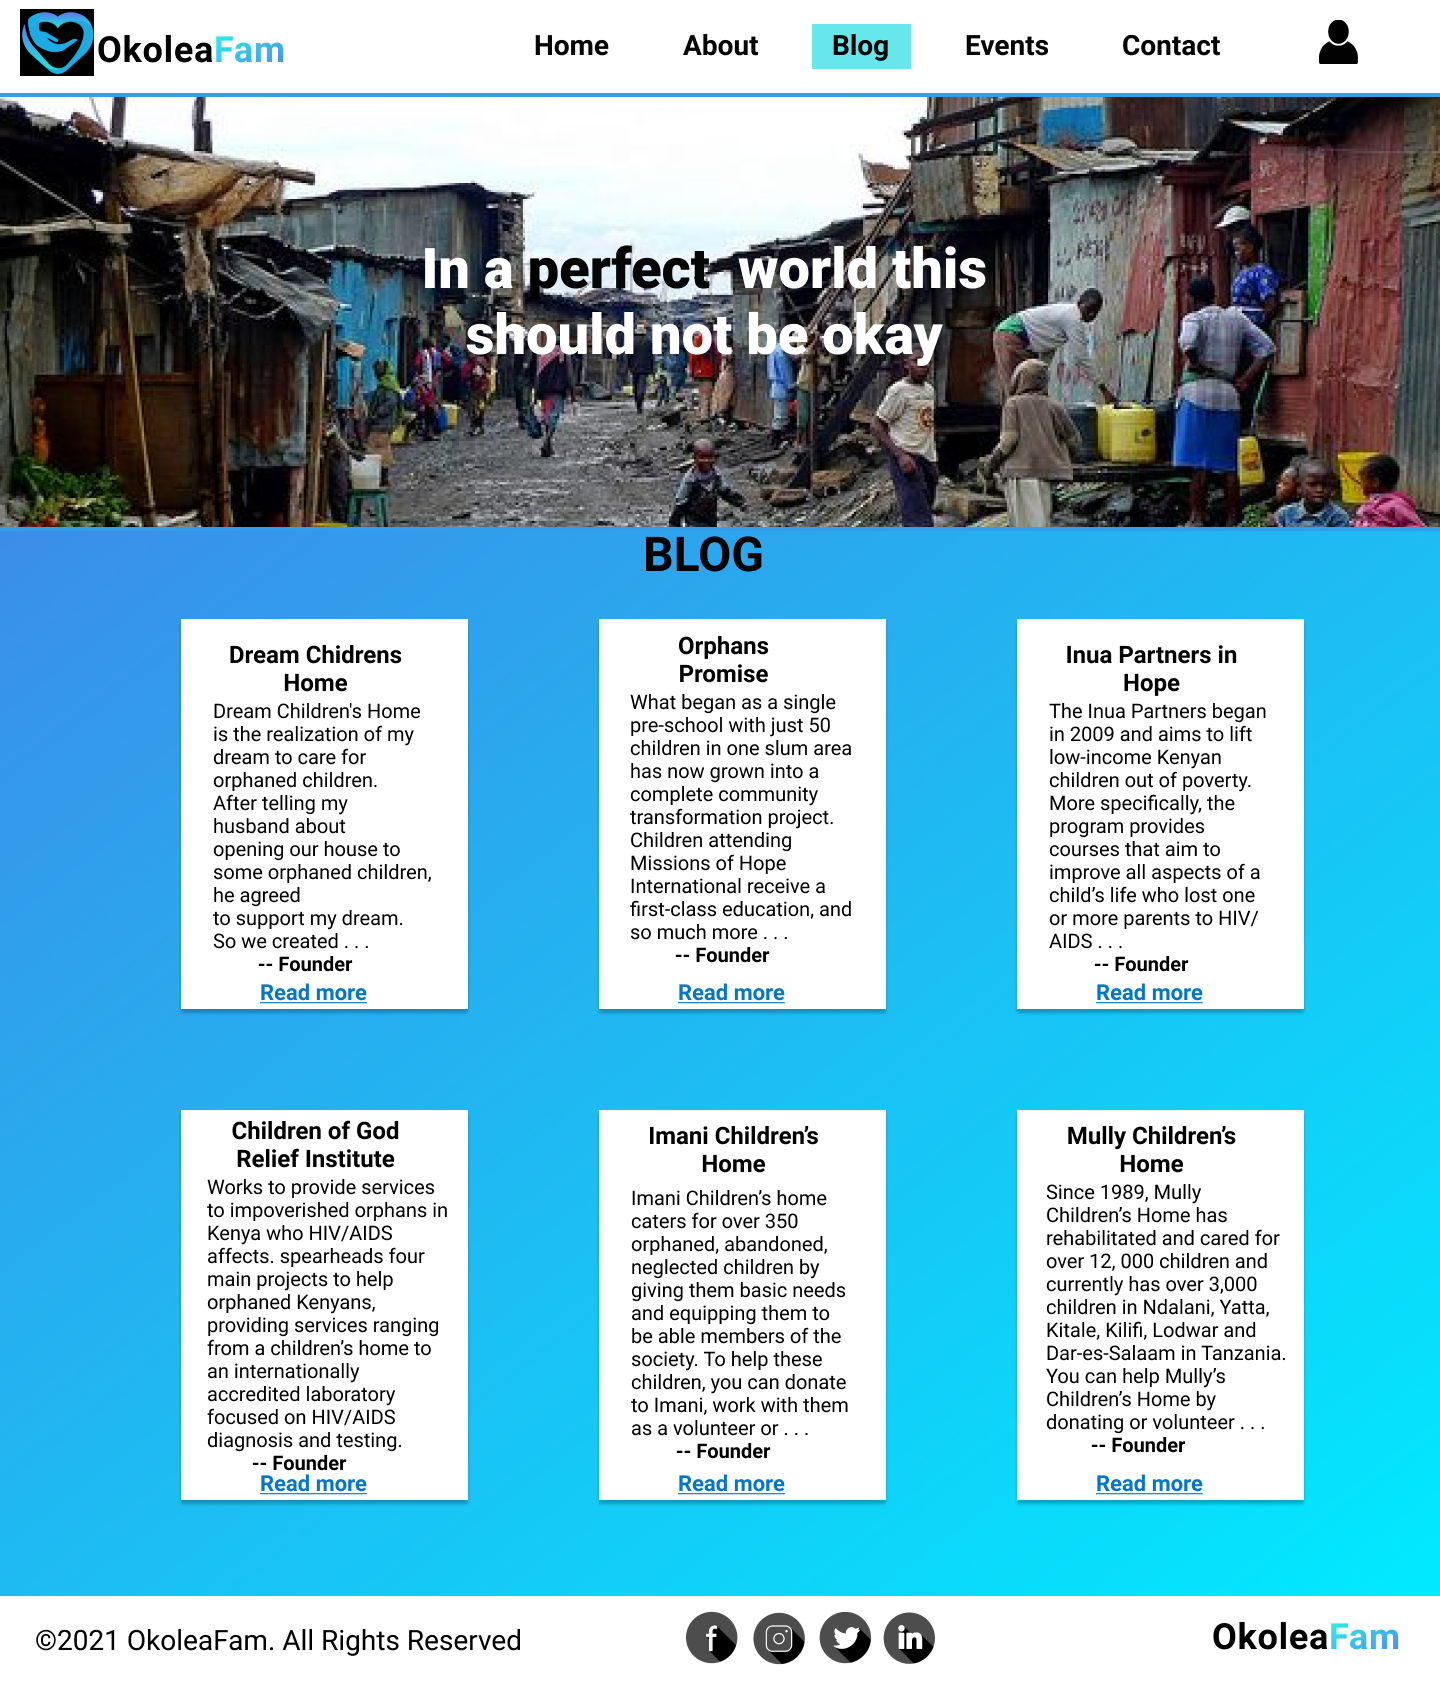 OkoleaFam
Home
About
Blog
Events
Contact
In a perfect world this
should not be okay
BLOG
Dream Chidrens
Home
Dream Children's Home
is the realization of my
dream to care for
orphaned children.
After telling my
husband about
opening our house to
some orphaned children,
he agreed
to support my dream.
So we created . . .
-- Founder
Read more
Orphans
Promise
What began as a single
pre-school with just 50
children in one slum area
has now grown into a
complete community
transformation project.
Children attending
Missions of Hope
International receive a
first-class education, and
so much more . . .
-- Founder
Read more
Inua Partners in
Hope
The Inua Partners began
in 2009 and aims to lift
low-income Kenyan
children out of poverty.
More specifically, the
program provides
courses that aim to
improve all aspects of a
child’s life who lost one
or more parents to HIV/
AIDS . . .
-- Founder
Read more
Children of God
Relief Institute
Works to provide services
to impoverished orphans in
Kenya who HIV/AIDS
affects. spearheads four
main projects to help
orphaned Kenyans,
providing services ranging
from a children’s home to
an internationally
accredited laboratory
focused on HIV/AIDS
diagnosis and testing.
-- Founder
Read more
Imani Children’s
Home
Imani Children’s home
caters for over 350
orphaned, abandoned,
neglected children by
giving them basic needs
and equipping them to
be able members of the
society. To help these
children, you can donate
to Imani, work with them
as a volunteer or . . .
-- Founder
Read more
Mully Children’s
Home
Since 1989, Mully
Children’s Home has
rehabilitated and cared for
over 12, 000 children and
currently has over 3,000
children in Ndalani, Yatta,
Kitale, Kilifi, Lodwar and
Dar-es-Salaam in Tanzania.
You can help Mully’s
Children’s Home by
donating or volunteer . . .
-- Founder
Read more
©2021 OkoleaFam. All Rights Reserved
f
in
OkoleaFam